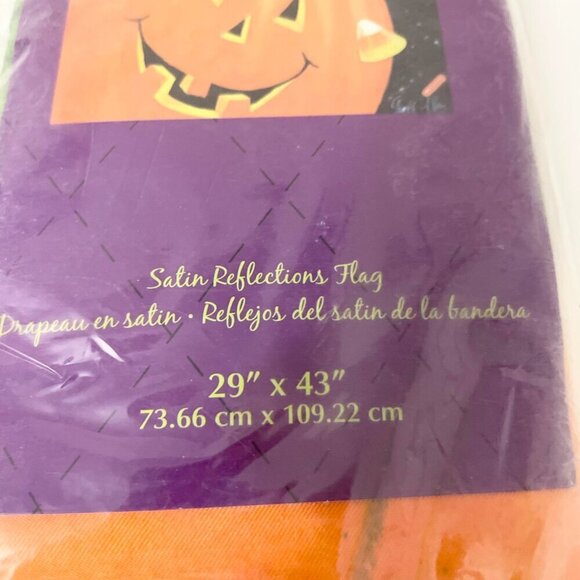 Satin Reflections Flag
Drapeau en satin · Reflejos del satin de la bandera
29" x 43"
73.66 cm x 109.22 cm